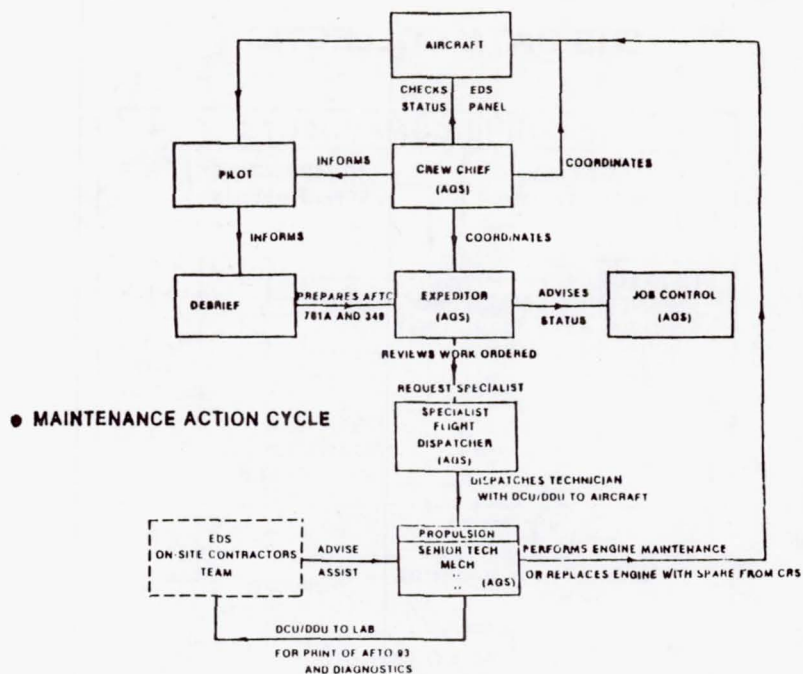 AIRCRAFT
CHECKS EDS
STATUS PANEL
PILOT
INFORMS
CREW CHIEF
(AGS)
COORDINATES
INFORMS
COORDINATES
DEBRIEF
PREPARES AFTO
781A AND 349
EXPEDITOR
(AGS)
ADVISES
STATUS
JOB CONTROL
(AGS)
REVIEWS WORK ORDERED
REQUEST SPECIALIST
● MAINTENANCE ACTION CYCLE
SPECIALIST
FLIGHT
DISPATCHER
(AGS)
DISPATCHES TECHNICIAN
WITH DCU/DDU TO AIRCRAFT
EDS
ON-SITE CONTRACTORS
TEAM
ADVISE
ASSIST
PROPULSION
SENIOR TECH
MECH
(AGS)
PERFORMS ENGINE MAINTENANCE
OR REPLACES ENGINE WITH SPARE FROM CRS
DCU/DDU TO LAB
FOR PRINT OF AFTO 93
AND DIAGNOSTICS